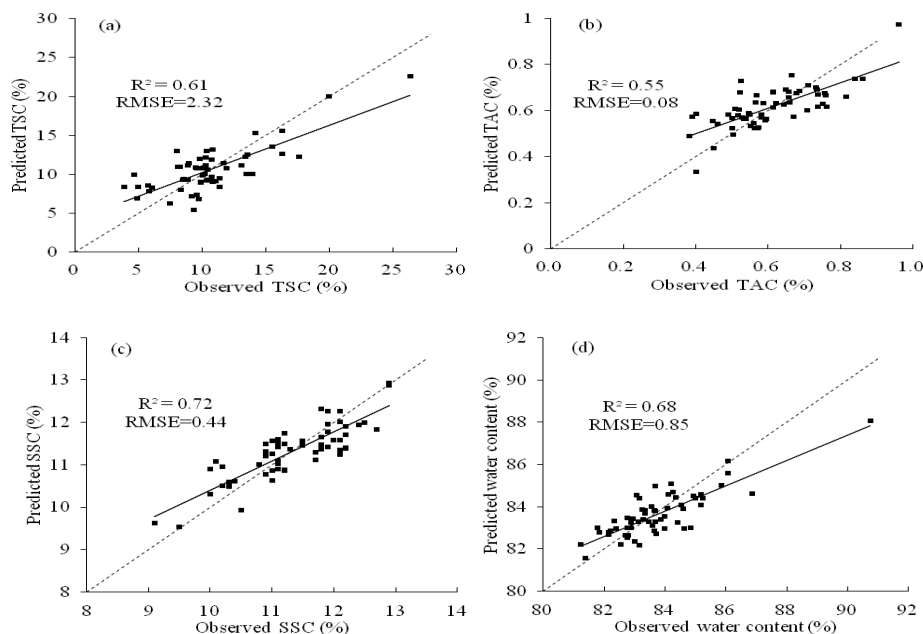 (a)
R² = 0.61
RMSE=2.32
Predicted TSC (%)
30
25
20
15
10
5
0
0 5 10 15 20 25 30
Observed TSC (%)
(b)
R² = 0.55
RMSE=0.08
Predicted TAC (%)
1
0.8
0.6
0.4
0.2
0
0.0 0.2 0.4 0.6 0.8 1.0
Observed TAC (%)
(c)
R² = 0.72
RMSE=0.44
Predicted SSC (%)
14
13
12
11
10
9
8
8 9 10 11 12 13 14
Observed SSC (%)
(d)
R² = 0.68
RMSE=0.85
Predicted water content (%)
92
90
88
86
84
82
80
80 82 84 86 88 90 92
Observed water content (%)